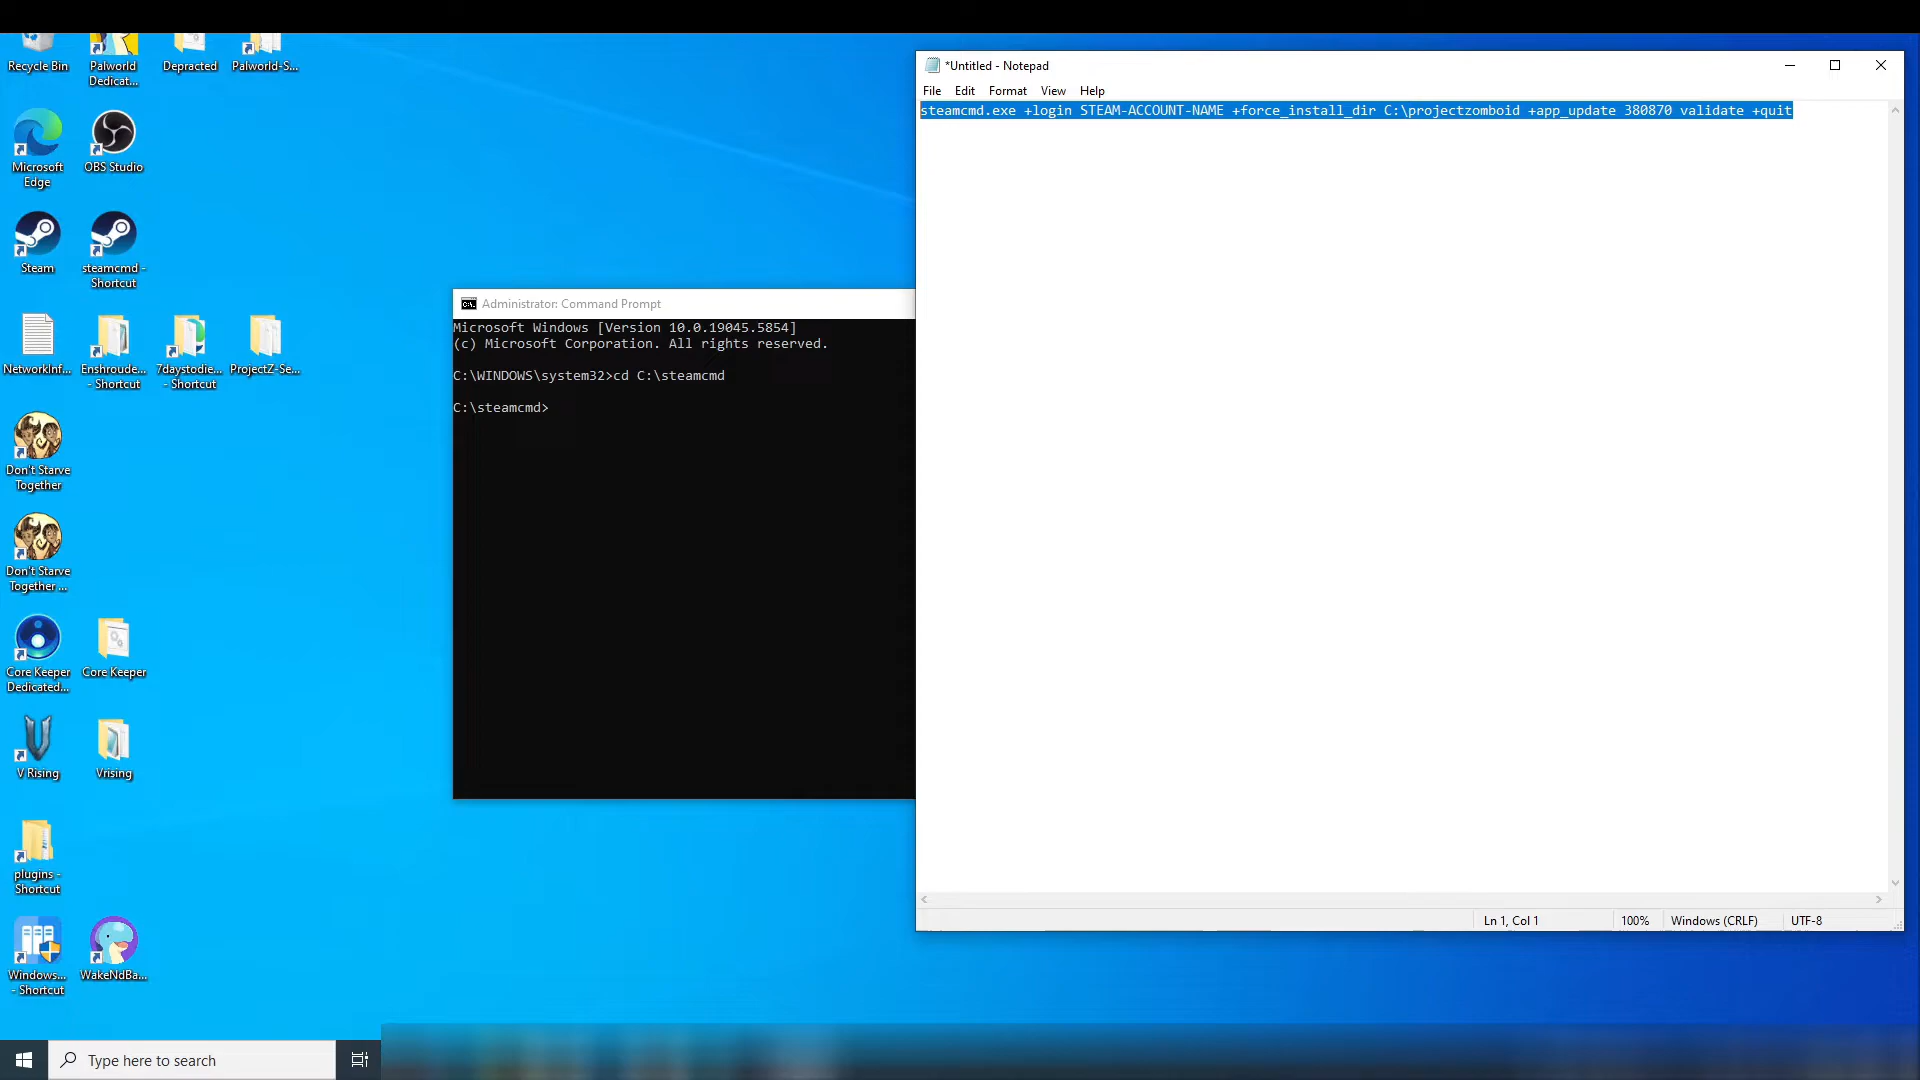 Recycle Bin
Palworld
Dedicat...
Depracted
Palworld-S...
Microsoft
Edge
OBS Studio
Steam
steamcmd -
Shortcut
NetworkInf...
Enshroude...
- Shortcut
7daystodie...
- Shortcut
ProjectZ-Se...
Don't Starve
Together
Don't Starve
Together ...
Core Keeper
Dedicated...
Core Keeper
V Rising
Vrising
plugins -
Shortcut
Windows...
- Shortcut
WakeNdBa...
Administrator: Command Prompt
Microsoft Windows [Version 10.0.19045.5854]
(c) Microsoft Corporation. All rights reserved.
C:\WINDOWS\system32>cd C:\steamcmd
C:\steamcmd>
*Untitled - Notepad
File Edit Format View Help
steamcmd.exe +login STEAM-ACCOUNT-NAME +force_install_dir C:\projectzomboid +app_update 380870 validate +quit
Ln 1, Col 1 100% Windows (CRLF) UTF-8
Type here to search